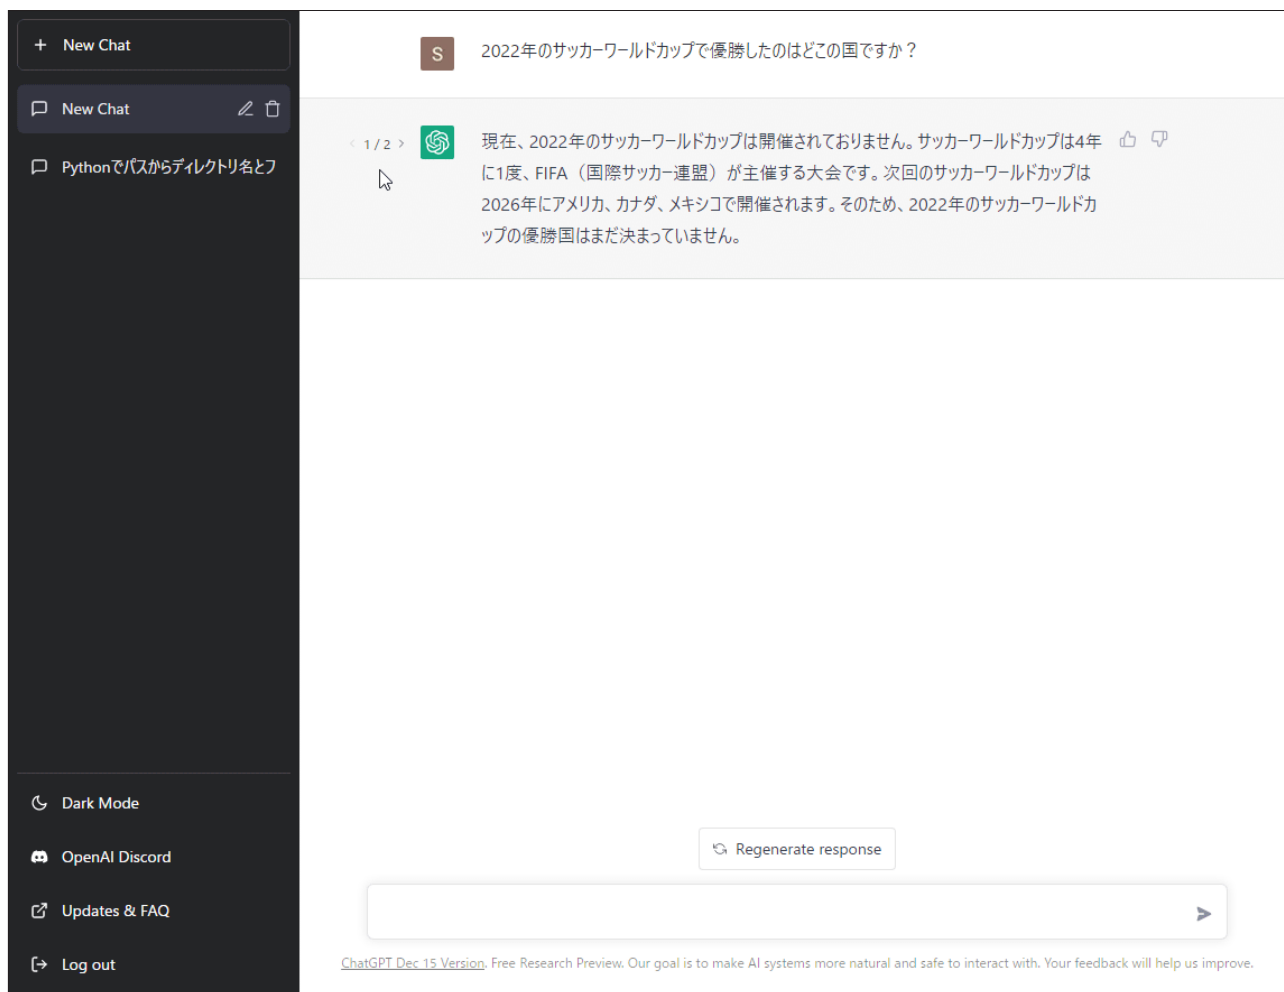 New Chat
New Chat
Pythonでパスからディレクトリ名とフ
Dark Mode
OpenAI Discord
Updates & FAQ
Log out
S
2022年のサッカーワールドカップで優勝したのはどこの国ですか？
1 / 2
現在、2022年のサッカーワールドカップは開催されておりません。サッカーワールドカップは4年
に1度、FIFA（国際サッカー連盟）が主催する大会です。次回のサッカーワールドカップは
2026年にアメリカ、カナダ、メキシコで開催されます。そのため、2022年のサッカーワールドカ
ップの優勝国はまだ決まっていません。
Regenerate response
ChatGPT Dec 15 Version. Free Research Preview. Our goal is to make AI systems more natural and safe to interact with. Your feedback will help us improve.